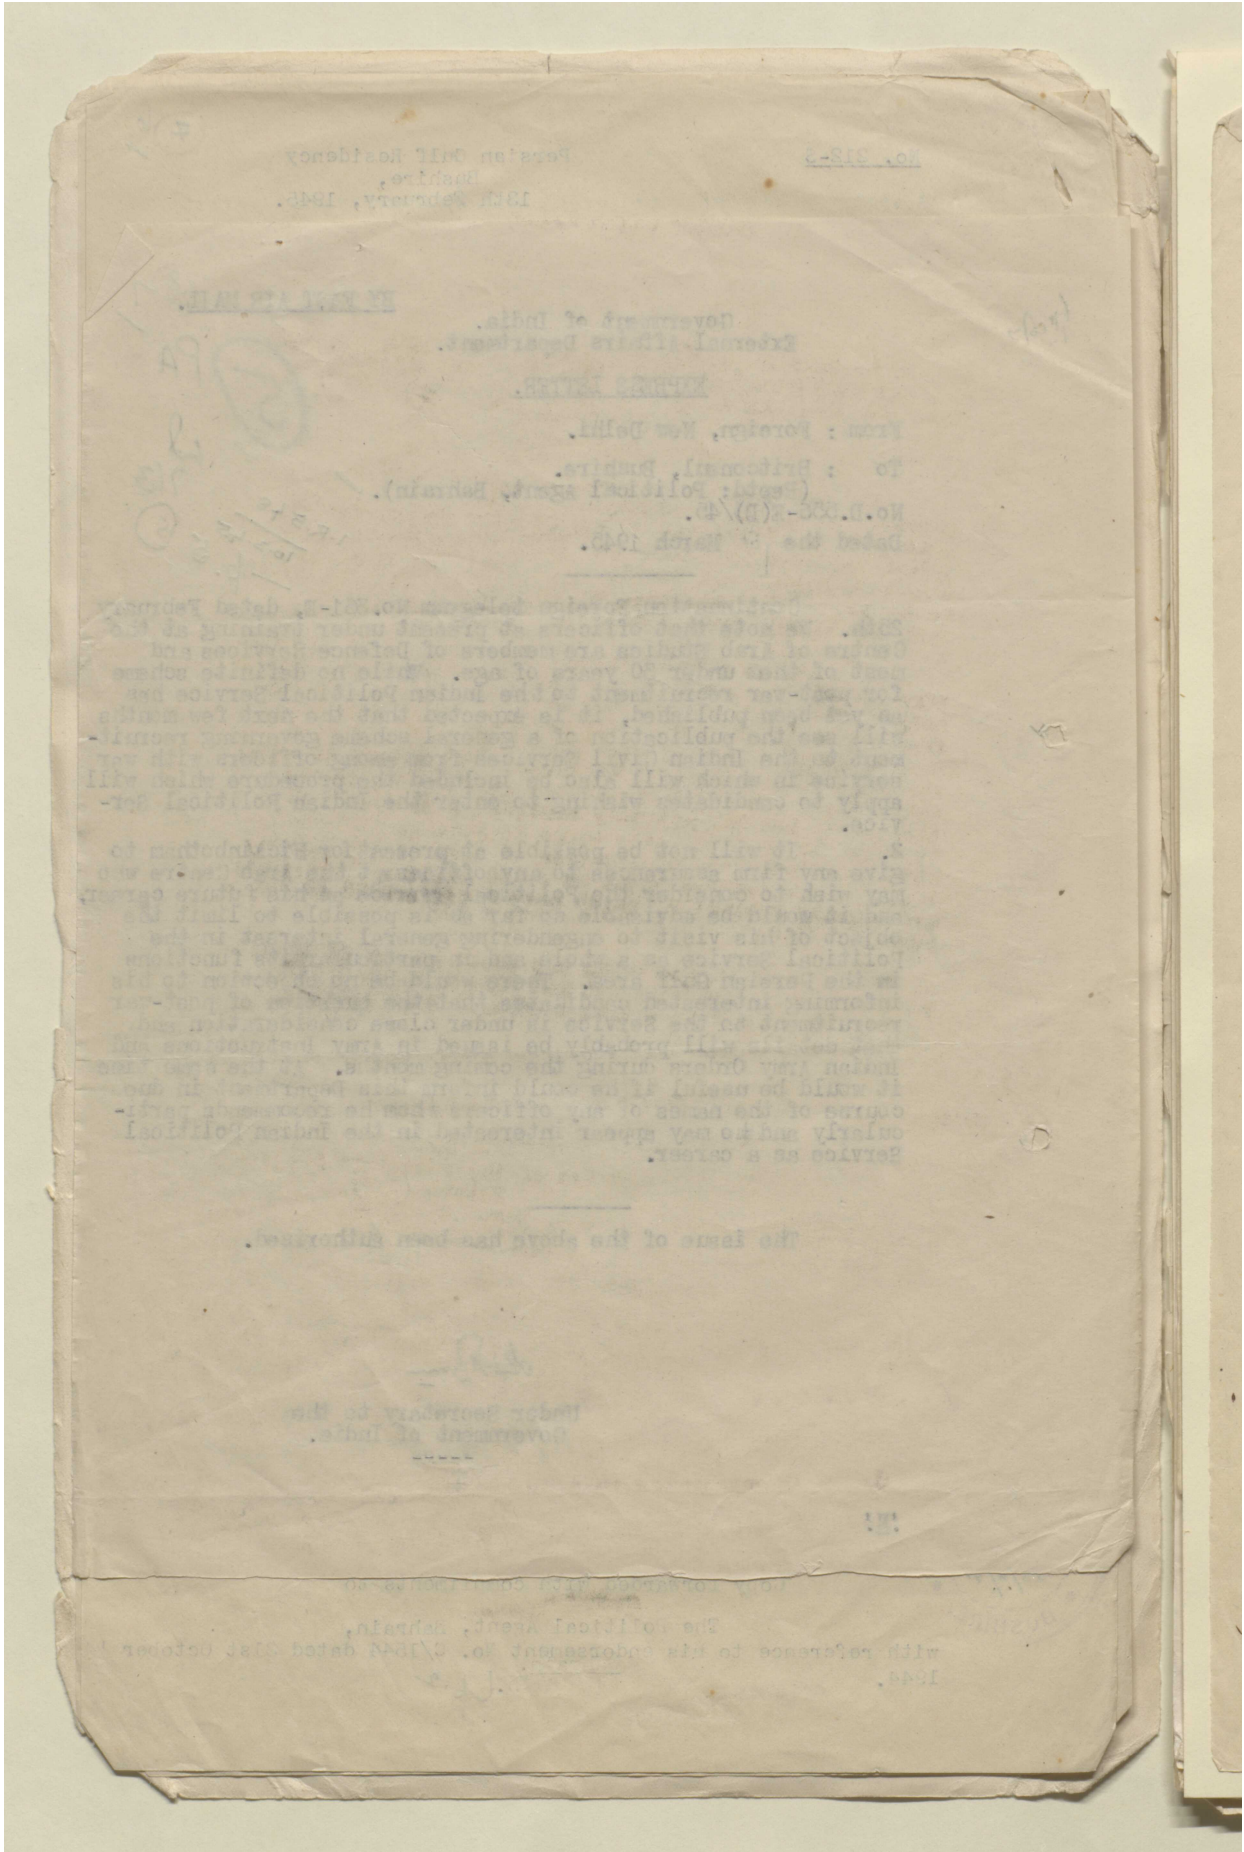 No. 212-S
Persian Gulf Residency
Bushire,
13th February, 1945.
BY FAST AIR MAIL.
Government of India.
External Affairs Department.
EXPRESS LETTER.
From : Foreign, New Delhi.
To : Britconsul, Bushire.
(Reptd: Political Agent, Bahrain).
Dated the March 1945.
PA
Continuation Foreign telegram dated February
We note that officers at present under training at the
Centre of Arab Studies are members of Defence Services and
most of them under 30 years of age. While no definite scheme
for post-war recruitment to the Indian Political Service has
as yet been published, it is expected that the next few months
will see the publication of a general scheme governing recruit-
ment to the Indian Civil Services from among officers with war
service in which will also be included the procedure which will
apply to candidates wishing to enter the Indian Political Ser-
vice.
2. It will not be possible at present for Hickinbotham to
give any firm assurances to any officers at the Arab Centre who
may wish to consider the Political Service as his future career,
and it would be advisable so far as is possible to limit the
object of his visit to engendering general interest in the
Political Service as a whole and in particular its functions
in the Persian Gulf area. There would be no objection to his
informing interested candidates that the question of post-war
recruitment to the Service is under close consideration and
that details will probably be issued in Army Instructions and
Indian Army Orders during the coming months. At the same time
it would be useful if he could inform this Department in due
course of the names of any officers whom he recommends parti-
cularly and who may appear interested in the Indian Political
Service as a career.
The issue of the above has been authorised.
Under Secretary to the
Government of India.
Copy forwarded with compliments to
The Political Agent, Bahrain,
with reference to his endorsement No. C/1544 dated 31st October
1944.